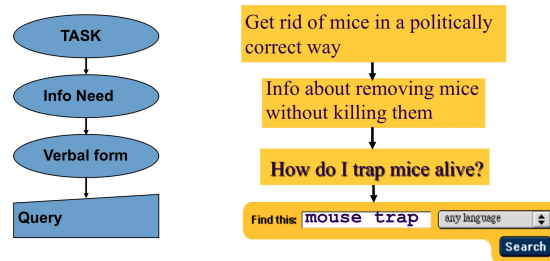 TASK
Info Need
Verbal form
Query
Get rid of mice in a politically
correct way
Info about removing mice
without killing them
How do I trap mice alive?
Find this: mouse trap any language
Search